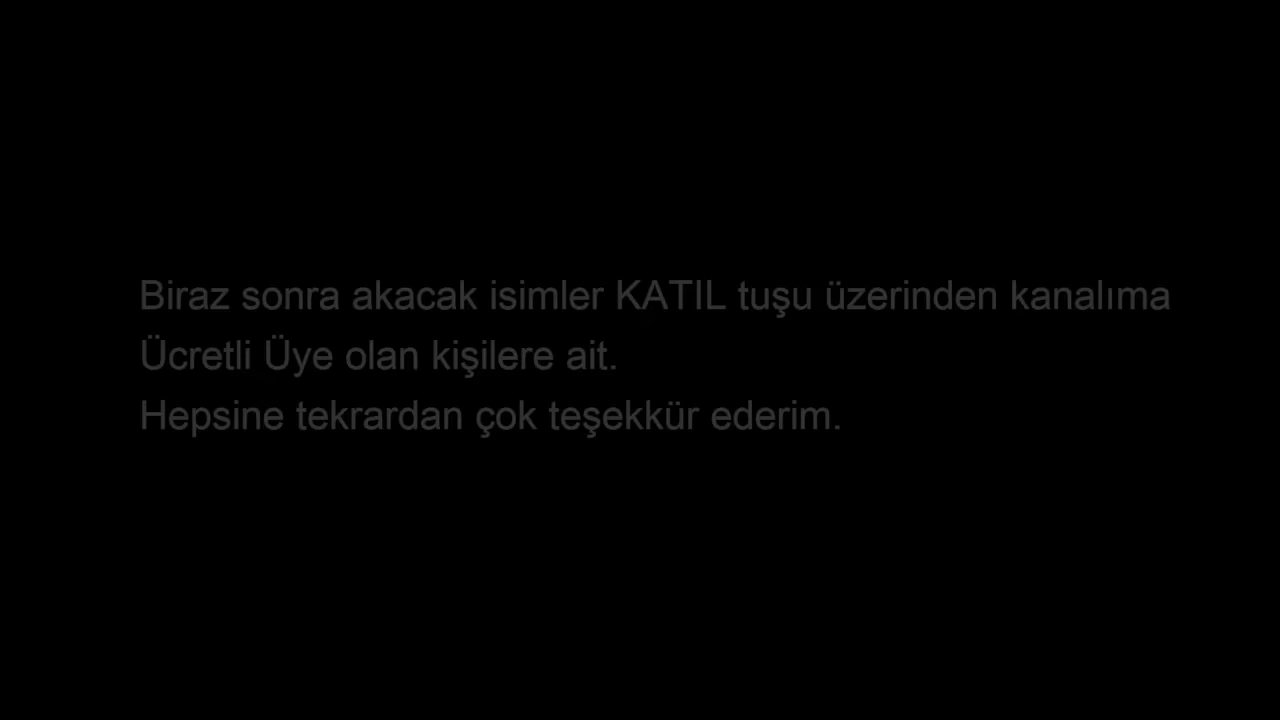 Biraz sonra akacak isimler KATIL tuşu üzerinden kanalıma
Ücretli Üye olan kişilere ait.
Hepsine tekrardan çok teşekkür ederim.